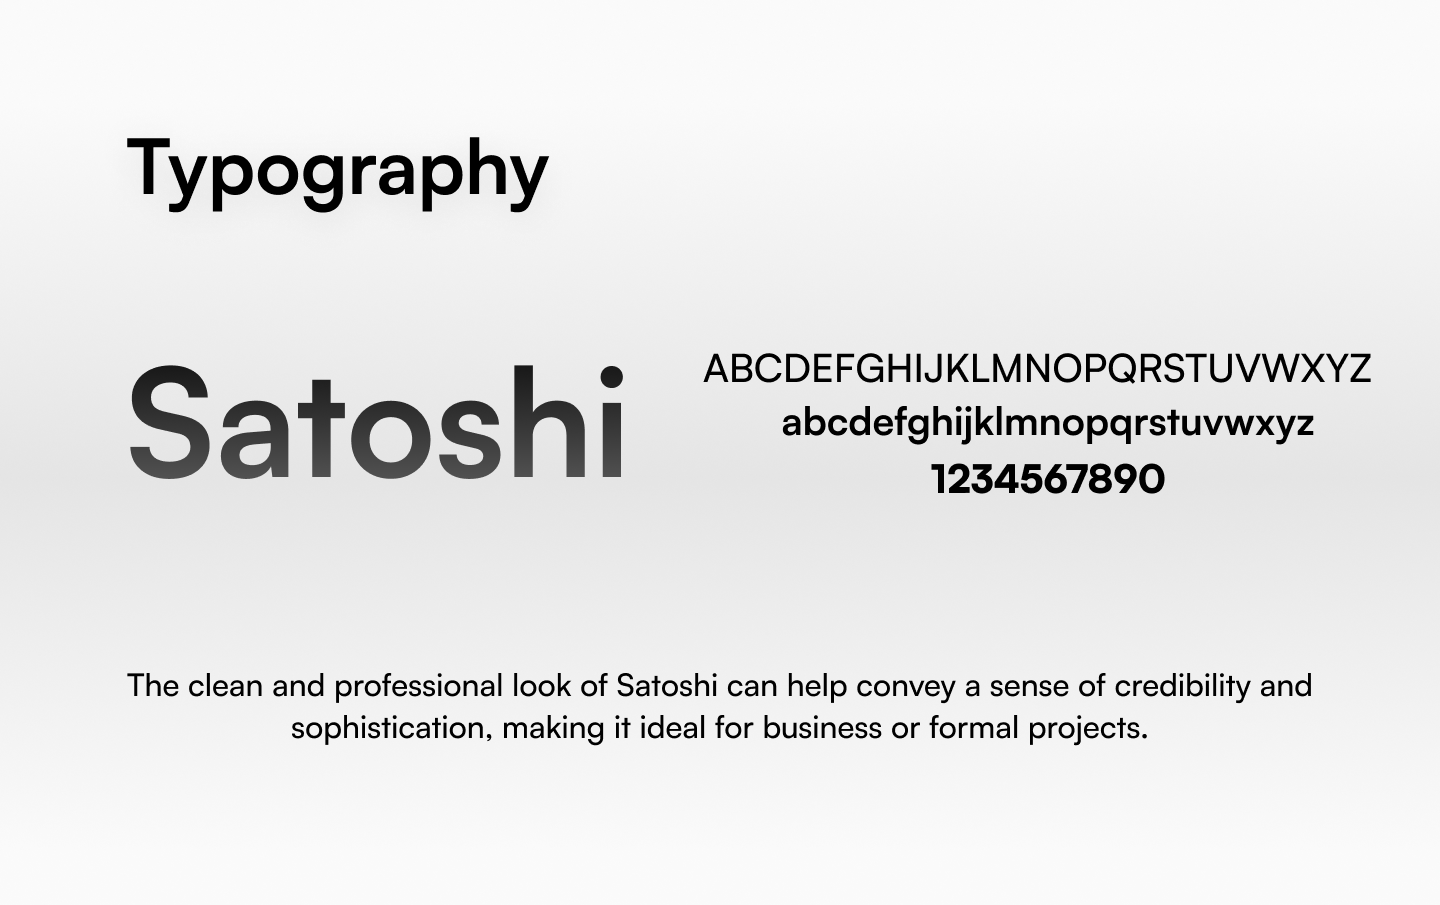 Typography
Satoshi
ABCDEFGHIJKLMNOPQRSTUVWXYZ
abcdefghijklmnopqrstuvwxyz
1234567890
The clean and professional look of Satoshi can help convey a sense of credibility and
sophistication, making it ideal for business or formal projects.